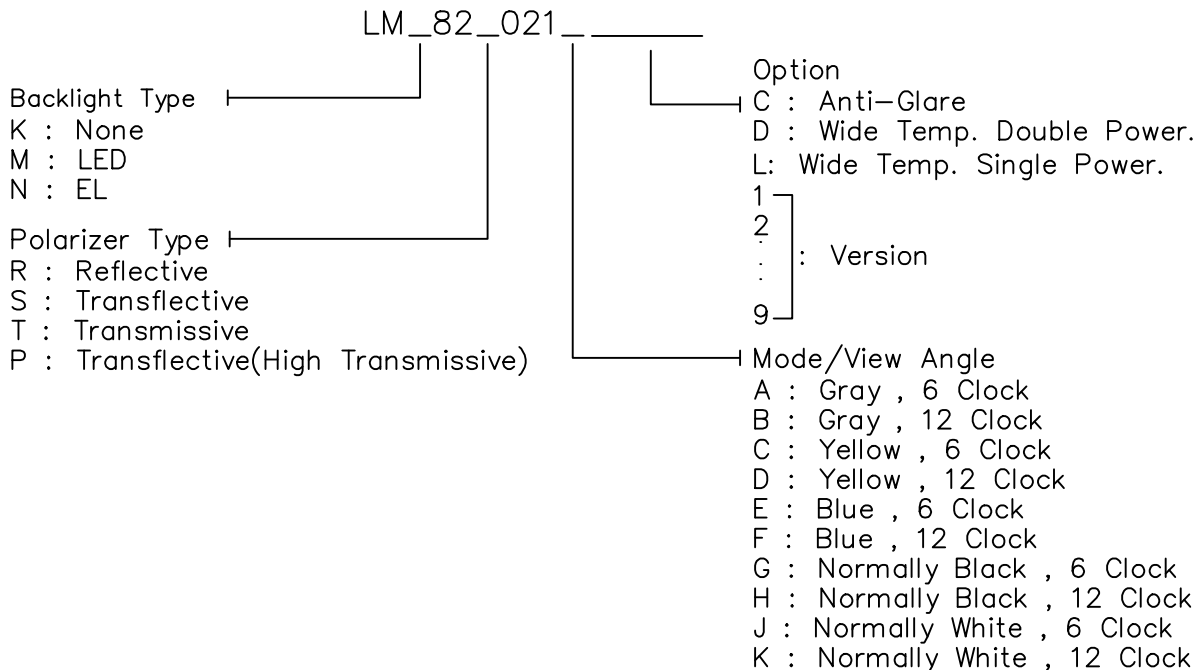 LM_82_021_ ______
Backlight Type
K : None
M : LED
N : EL
Polarizer Type
R : Reflective
S : Transflective
T : Transmissive
P : Transflective(High Transmissive)
Option
C : Anti-Glare
D : Wide Temp. Double Power.
L: Wide Temp. Single Power.
1
2
.
.
.
9
: Version
Mode/View Angle
A : Gray , 6 Clock
B : Gray , 12 Clock
C : Yellow , 6 Clock
D : Yellow , 12 Clock
E : Blue , 6 Clock
F : Blue , 12 Clock
G : Normally Black , 6 Clock
H : Normally Black , 12 Clock
J : Normally White , 6 Clock
K : Normally White , 12 Clock